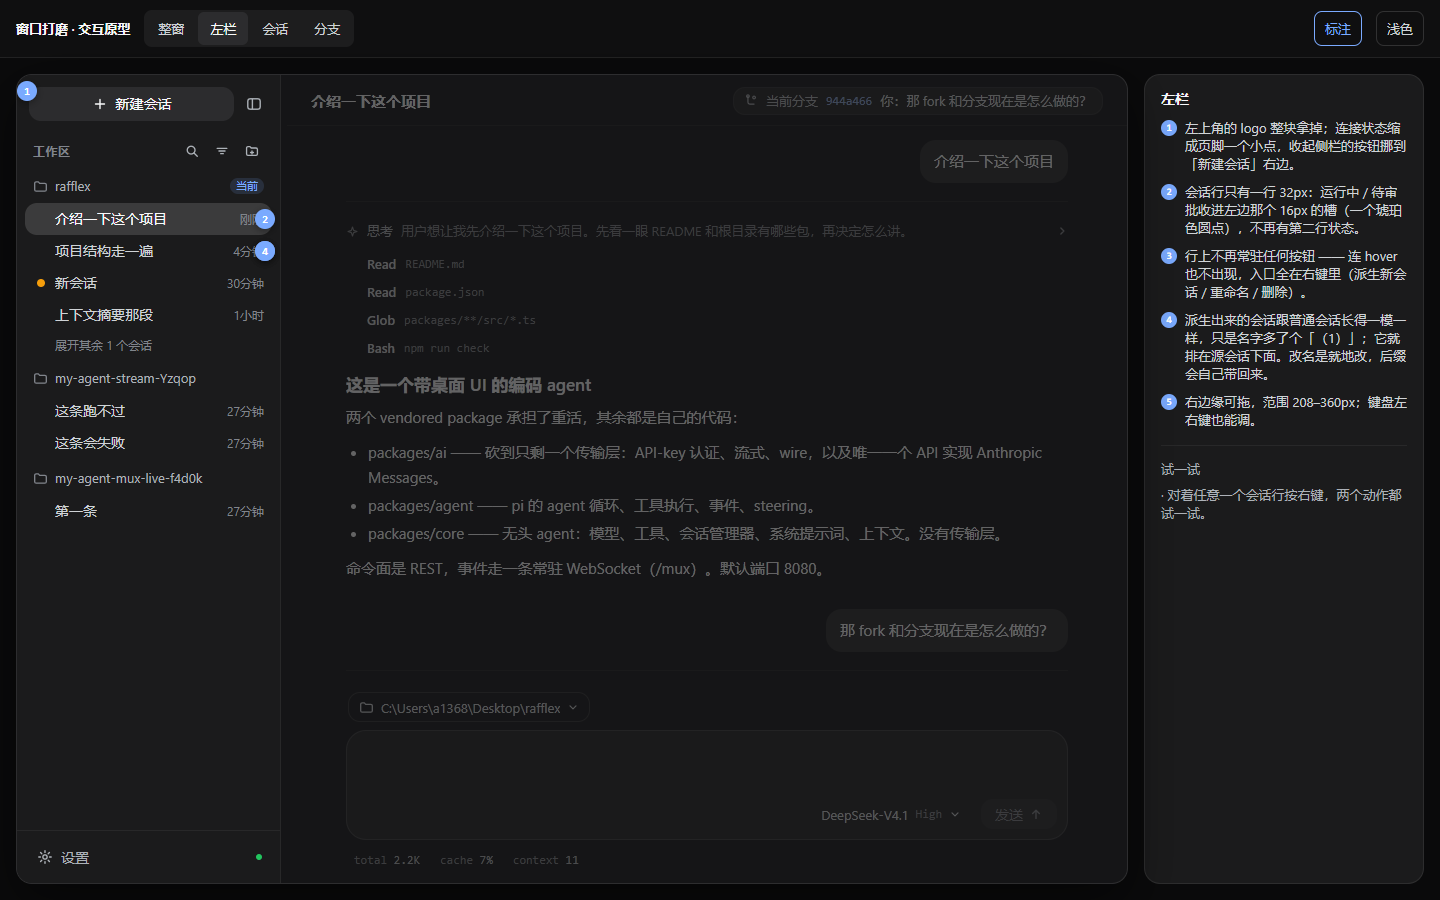 窗口打磨 · 交互原型
整窗
左栏
会话
分支
标注
浅色
1
+ 新建会话
工作区
rafflex
当前
介绍一下这个项目
刚
2
项目结构走一遍
4分
4
新会话
30分钟
上下文摘要那段
1小时
展开其余 1 个会话
my-agent-stream-Yzqop
这条跑不过
27分钟
这条会失败
27分钟
my-agent-mux-live-f4d0k
第一条
27分钟
设置
介绍一下这个项目
当前分支 944a466 你：那 fork 和分支现在是怎么做的？
介绍一下这个项目
思考 用户想让我先介绍一下这个项目。先看一眼 README 和根目录有哪些包，再决定怎么讲。
Read README.md
Read package.json
Glob packages/**/src/*.ts
Bash npm run check
这是一个带桌面 UI 的编码 agent
两个 vendored package 承担了重活，其余都是自己的代码：
• packages/ai —— 砍到只剩一个传输层：API-key 认证、流式、wire，以及唯一一个 API 实现 Anthropic
Messages。
• packages/agent —— pi 的 agent 循环、工具执行、事件、steering。
• packages/core —— 无头 agent：模型、工具、会话管理器、系统提示词、上下文。没有传输层。
命令面是 REST，事件走一条常驻 WebSocket（/mux）。默认端口 8080。
那 fork 和分支现在是怎么做的？
C:\Users\a1368\Desktop\rafflex
DeepSeek-V4.1 High
发送 ↑
total 2.2K cache 7% context 11
左栏
1 左上角的 logo 整块拿掉；连接状态缩
成页脚一个小点，收起侧栏的按钮挪到
「新建会话」右边。
2 会话行只有一行 32px：运行中 / 待审
批收进左边那个 16px 的槽（一个琥珀
色圆点），不再有第二行状态。
3 行上不再常驻任何按钮 —— 连 hover
也不出现，入口全在右键里（派生新会
话 / 重命名 / 删除）。
4 派生出来的会话跟普通会话长得一模一
样，只是名字多了个「（1）」；它就
排在源会话下面。改名是就地改，后缀
会自己带回来。
5 右边缘可拖，范围 208–360px；键盘左
右键也能调。
试一试
· 对着任意一个会话行按右键，两个动作都
试一试。